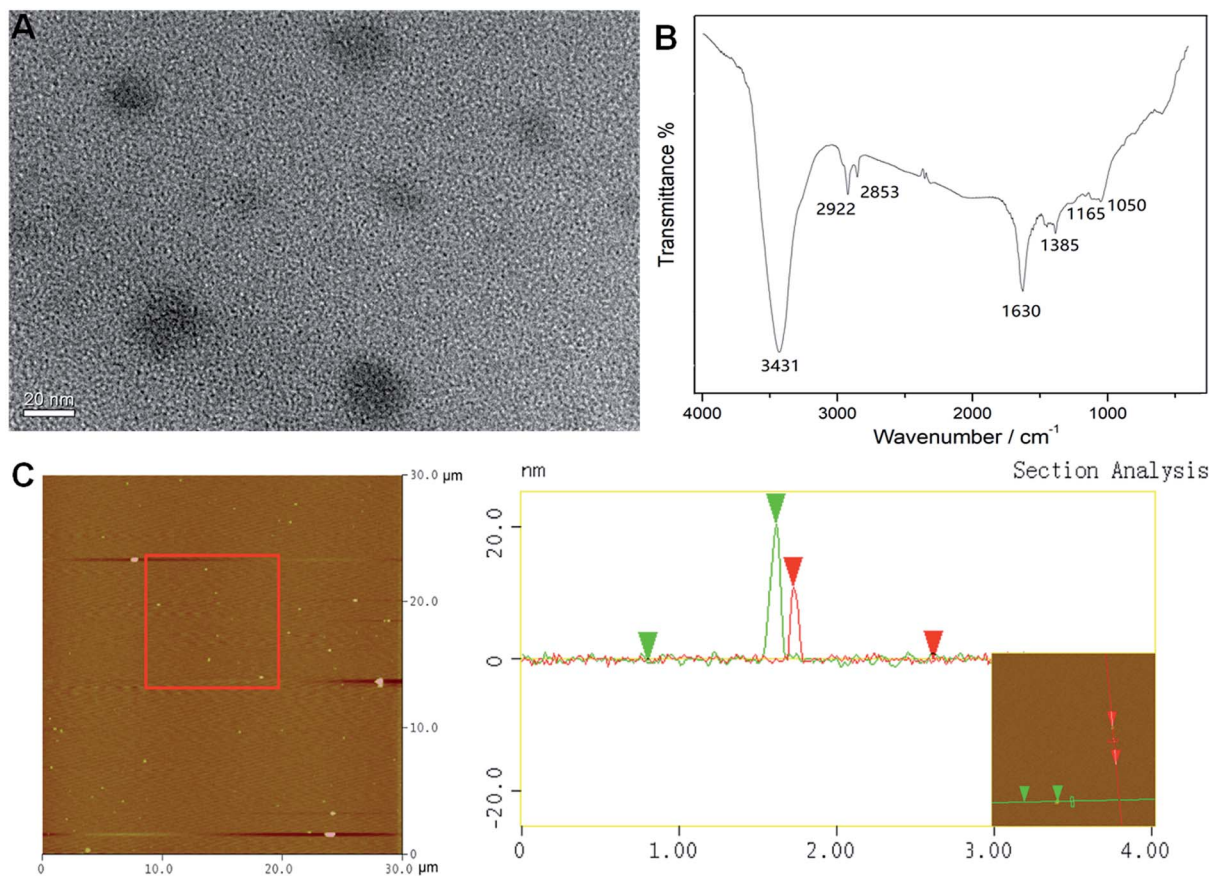 A
20 nm
B
Transmittance %
3431
2922
2853
1630
1385
1165
1050
4000
3000
2000
1000
Wavenumber / cm⁻¹
C
30.0 μm
20.0
10.0
0
0
10.0
20.0
30.0
μm
nm
Section Analysis
20.0
0
-20.0
0
1.00
2.00
3.00
4.00